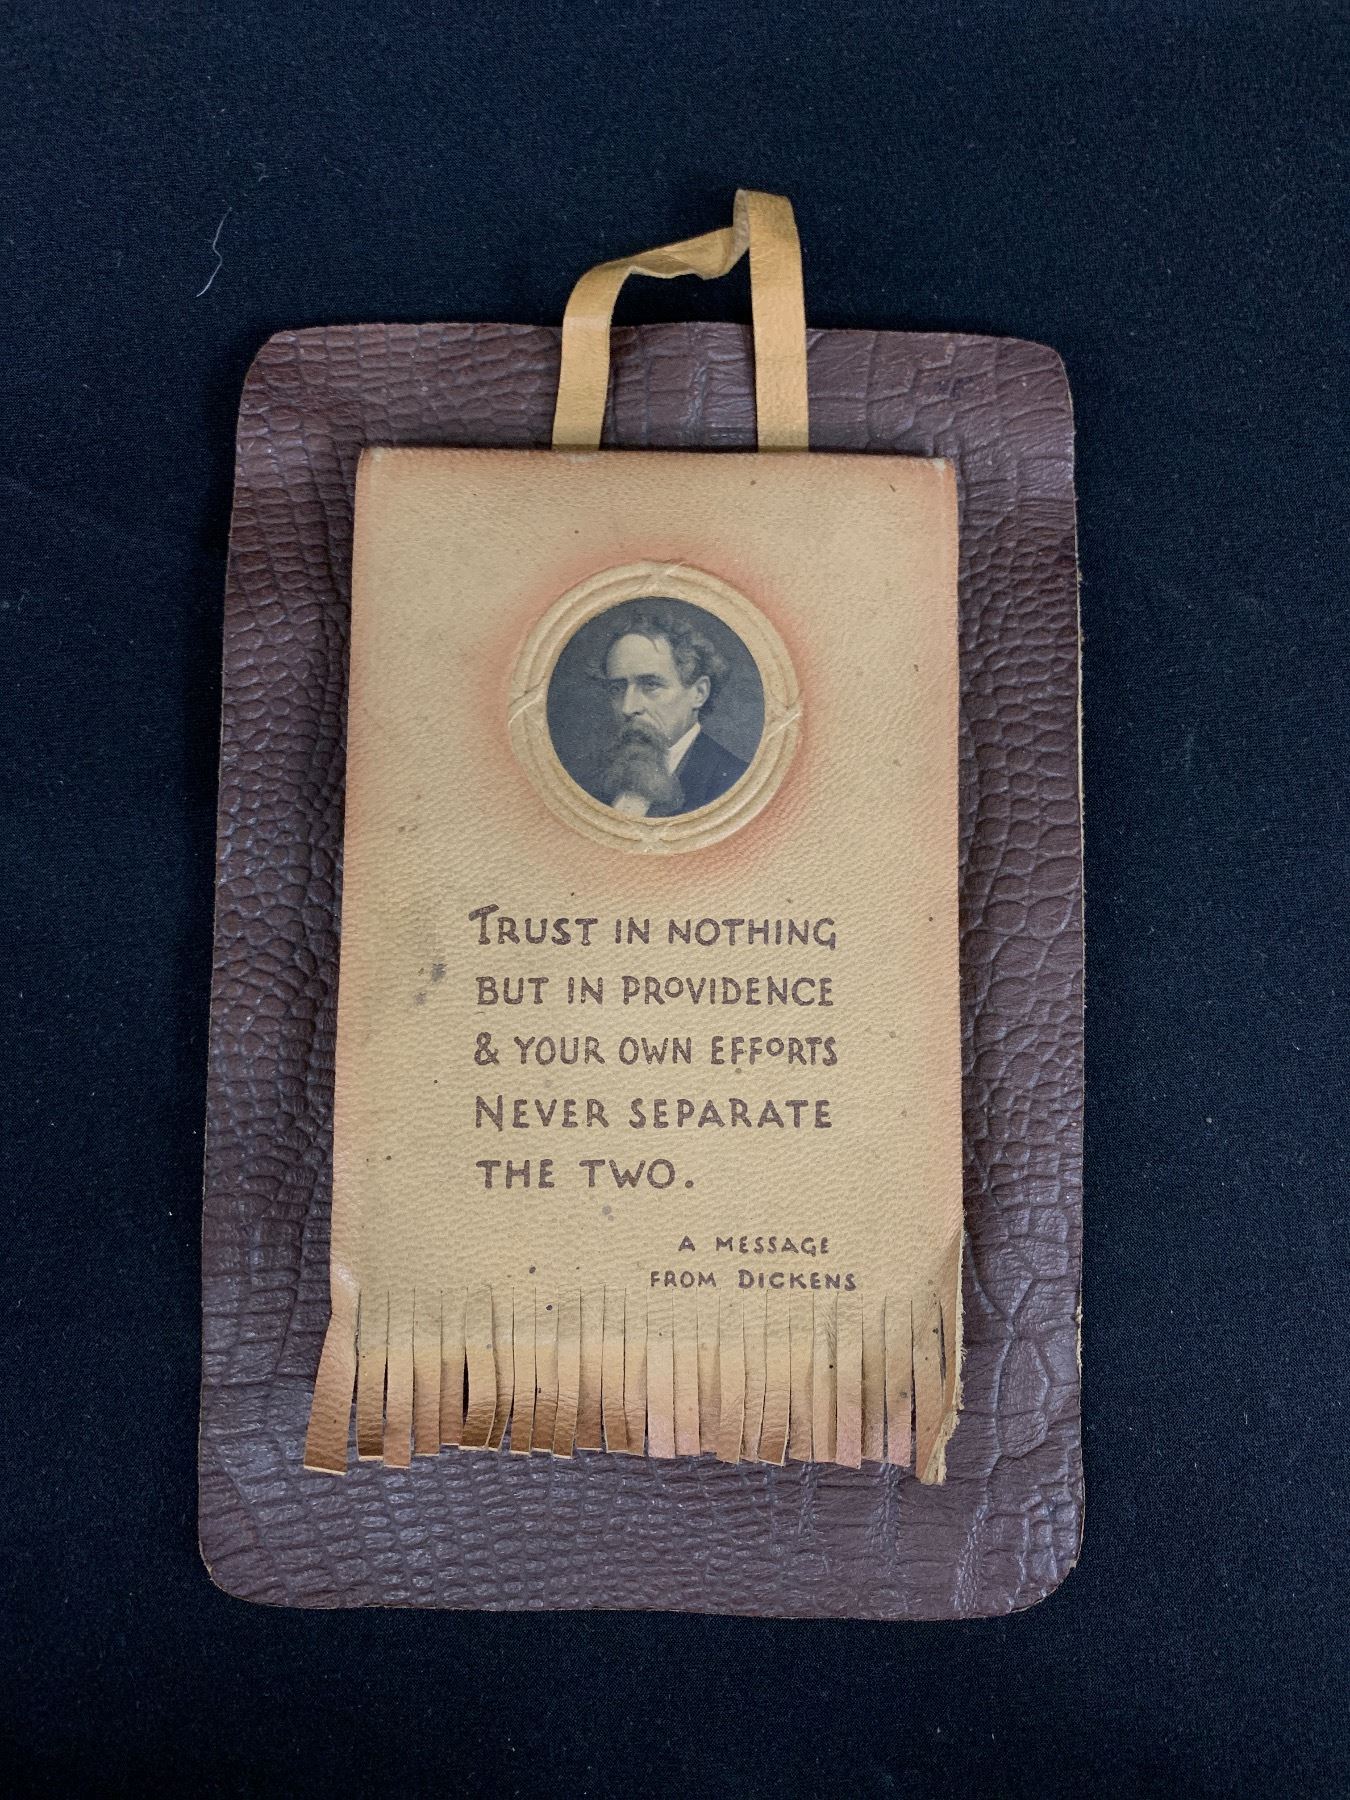 TRUST IN NOTHING
BUT IN PROVIDENCE
& YOUR OWN EFFORTS
NEVER SEPARATE
THE TWO.
A MESSAGE
FROM DICKENS